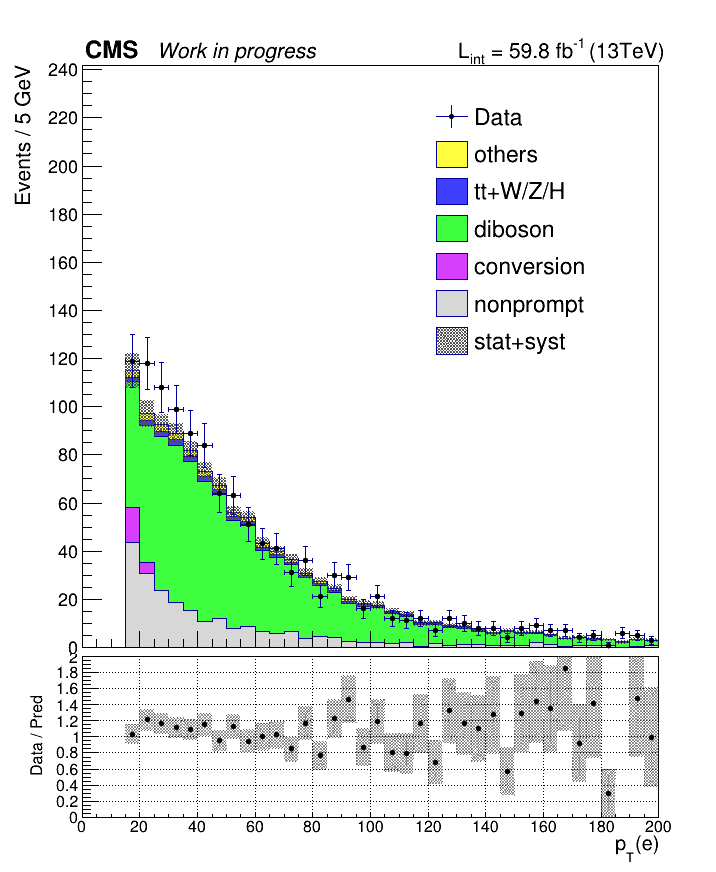 CMS Work in progress L_int = 59.8 fb^-1 (13TeV)
Events / 5 GeV
240
220
200
180
160
140
120
100
80
60
40
20
0
Data
others
tt+W/Z/H
diboson
conversion
nonprompt
stat+syst
Data / Pred
2
1.8
1.6
1.4
1.2
1
0.8
0.6
0.4
0.2
0
0 20 40 60 80 100 120 140 160 180 200
p_T(e)